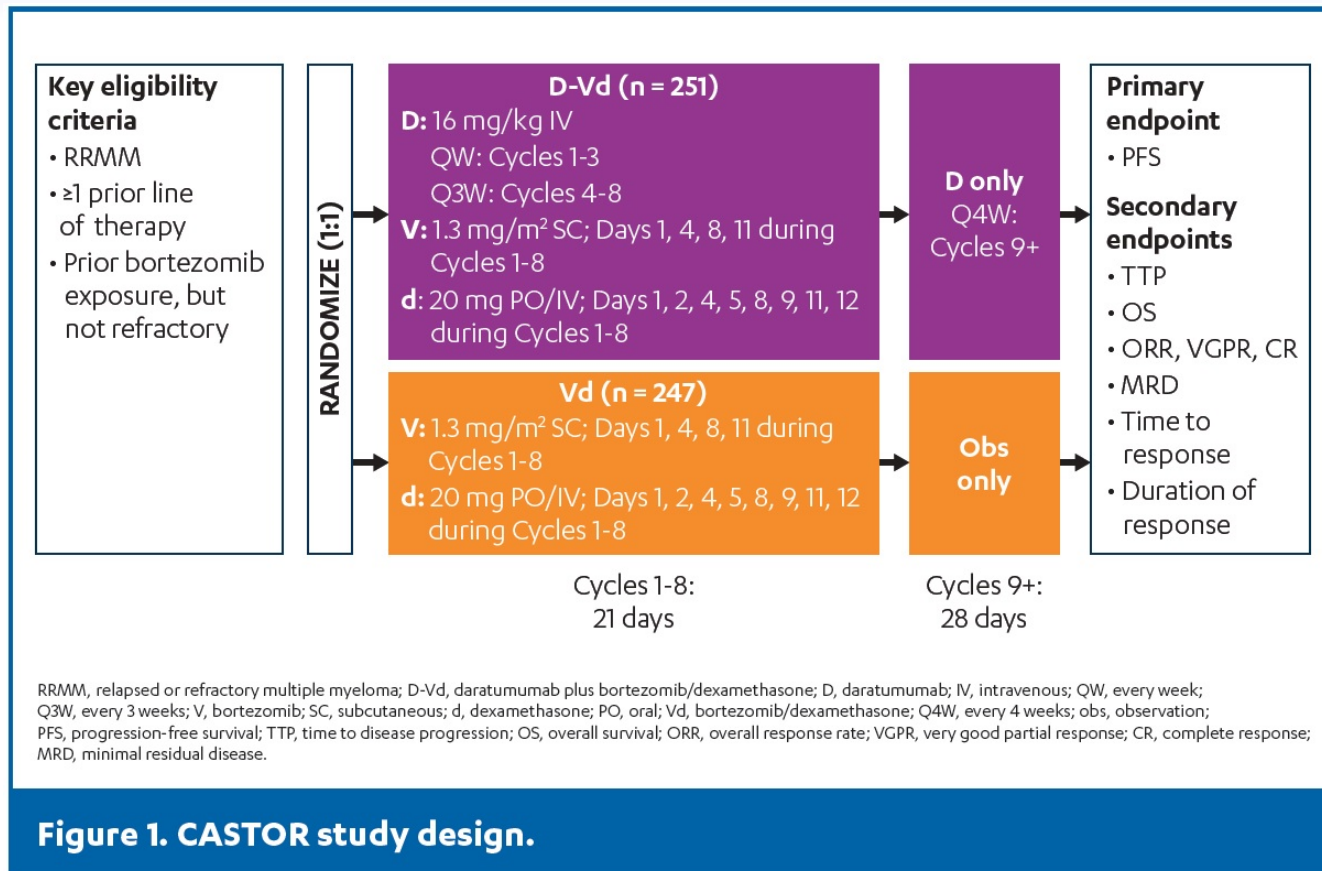 Key eligibility
criteria
• RRMM
• ≥1 prior line
of therapy
• Prior bortezomib
exposure, but
not refractory
RANDOMIZE (1:1)
D-Vd (n = 251)
D: 16 mg/kg IV
QW: Cycles 1-3
Q3W: Cycles 4-8
V: 1.3 mg/m² SC; Days 1, 4, 8, 11 during
Cycles 1-8
d: 20 mg PO/IV; Days 1, 2, 4, 5, 8, 9, 11, 12
during Cycles 1-8
D only
Q4W:
Cycles 9+
Vd (n = 247)
V: 1.3 mg/m² SC; Days 1, 4, 8, 11 during
Cycles 1-8
d: 20 mg PO/IV; Days 1, 2, 4, 5, 8, 9, 11, 12
during Cycles 1-8
Obs
only
Primary
endpoint
• PFS
Secondary
endpoints
• TTP
• OS
• ORR, VGPR, CR
• MRD
• Time to
response
• Duration of
response
Cycles 1-8:
21 days
Cycles 9+:
28 days
RRMM, relapsed or refractory multiple myeloma; D-Vd, daratumumab plus bortezomib/dexamethasone; D, daratumumab; IV, intravenous; QW, every week;
Q3W, every 3 weeks; V, bortezomib; SC, subcutaneous; d, dexamethasone; PO, oral; Vd, bortezomib/dexamethasone; Q4W, every 4 weeks; obs, observation;
PFS, progression-free survival; TTP, time to disease progression; OS, overall survival; ORR, overall response rate; VGPR, very good partial response; CR, complete response;
MRD, minimal residual disease.
Figure 1. CASTOR study design.